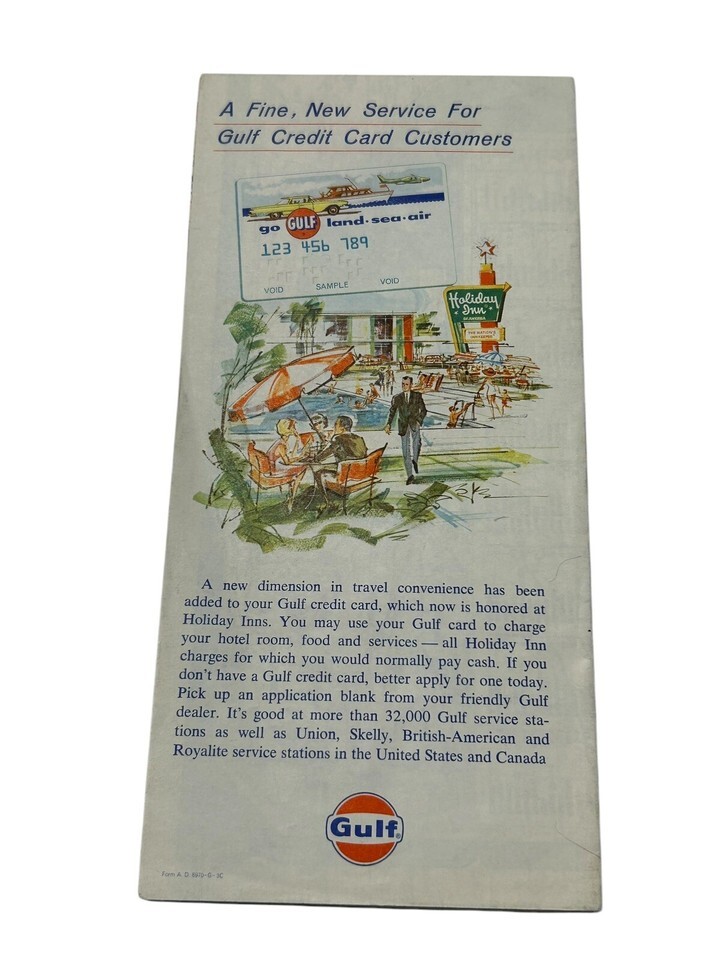 A Fine, New Service For
Gulf Credit Card Customers
go GULF land·sea·air
123 456 789
VOID SAMPLE VOID
Holiday
Inn
A new dimension in travel convenience has been
added to your Gulf credit card, which now is honored at
Holiday Inns. You may use your Gulf card to charge
your hotel room, food and services — all Holiday Inn
charges for which you would normally pay cash. If you
don't have a Gulf credit card, better apply for one today.
Pick up an application blank from your friendly Gulf
dealer. It's good at more than 32,000 Gulf service sta-
tions as well as Union, Skelly, British-American and
Royalite service stations in the United States and Canada
Gulf®
Form A D